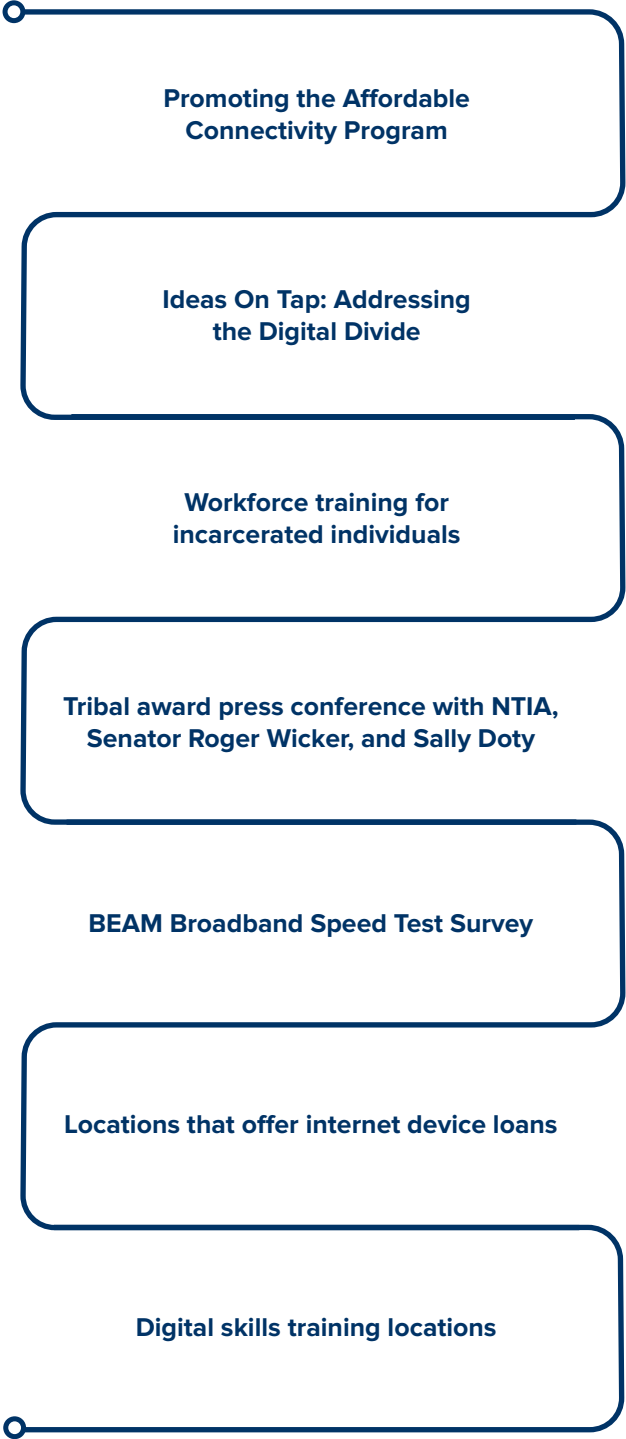 Promoting the Affordable
Connectivity Program
Ideas On Tap: Addressing
the Digital Divide
Workforce training for
incarcerated individuals
Tribal award press conference with NTIA,
Senator Roger Wicker, and Sally Doty
BEAM Broadband Speed Test Survey
Locations that offer internet device loans
Digital skills training locations